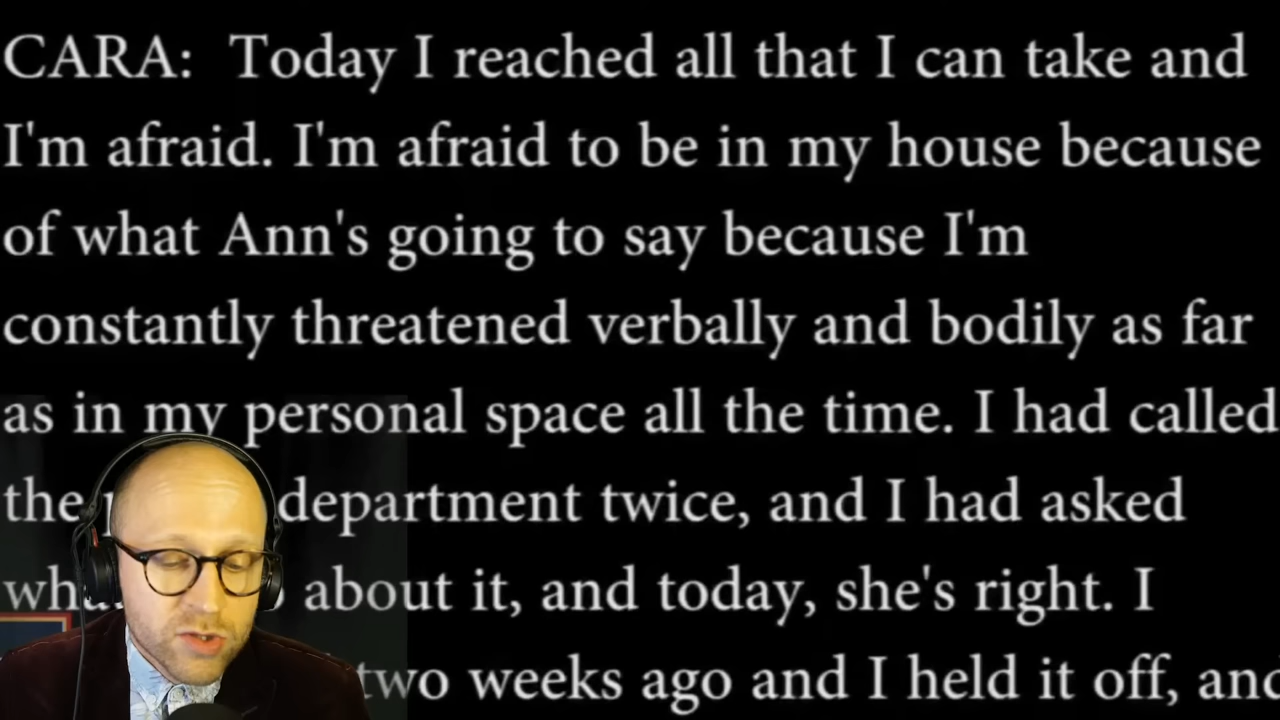 CARA: Today I reached all that I can take and
I'm afraid. I'm afraid to be in my house because
of what Ann's going to say because I'm
constantly threatened verbally and bodily as far
as in my personal space all the time. I had called
the department twice, and I had asked
about it, and today, she's right. I
two weeks ago and I held it off, and